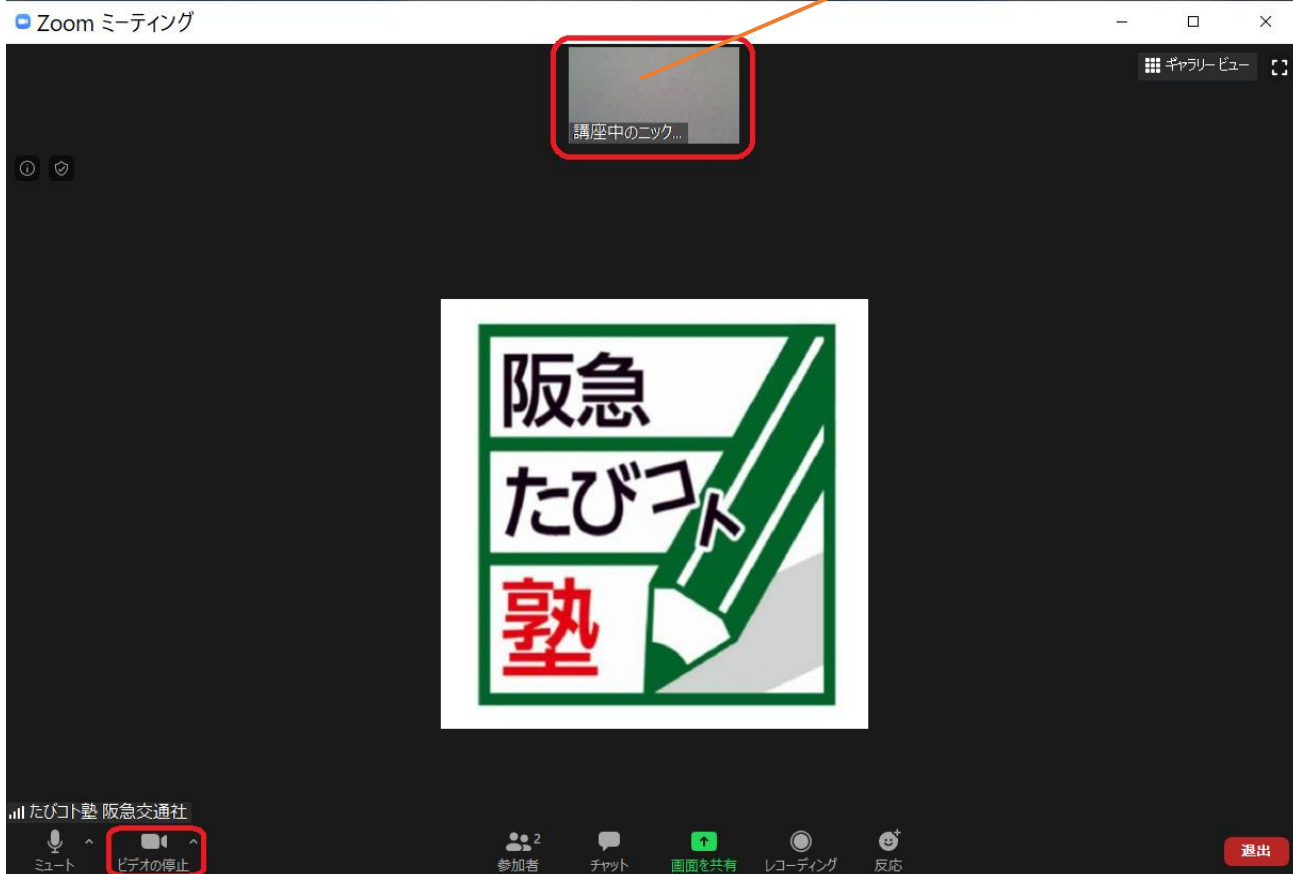 Zoom ミーティング
講座中のニック...
ギャラリー ビュー
阪急
たびコト
塾
たびコト塾 阪急交通社
ミュート
ビデオの停止
2
参加者
チャット
画面を共有
レコーディング
反応
退出